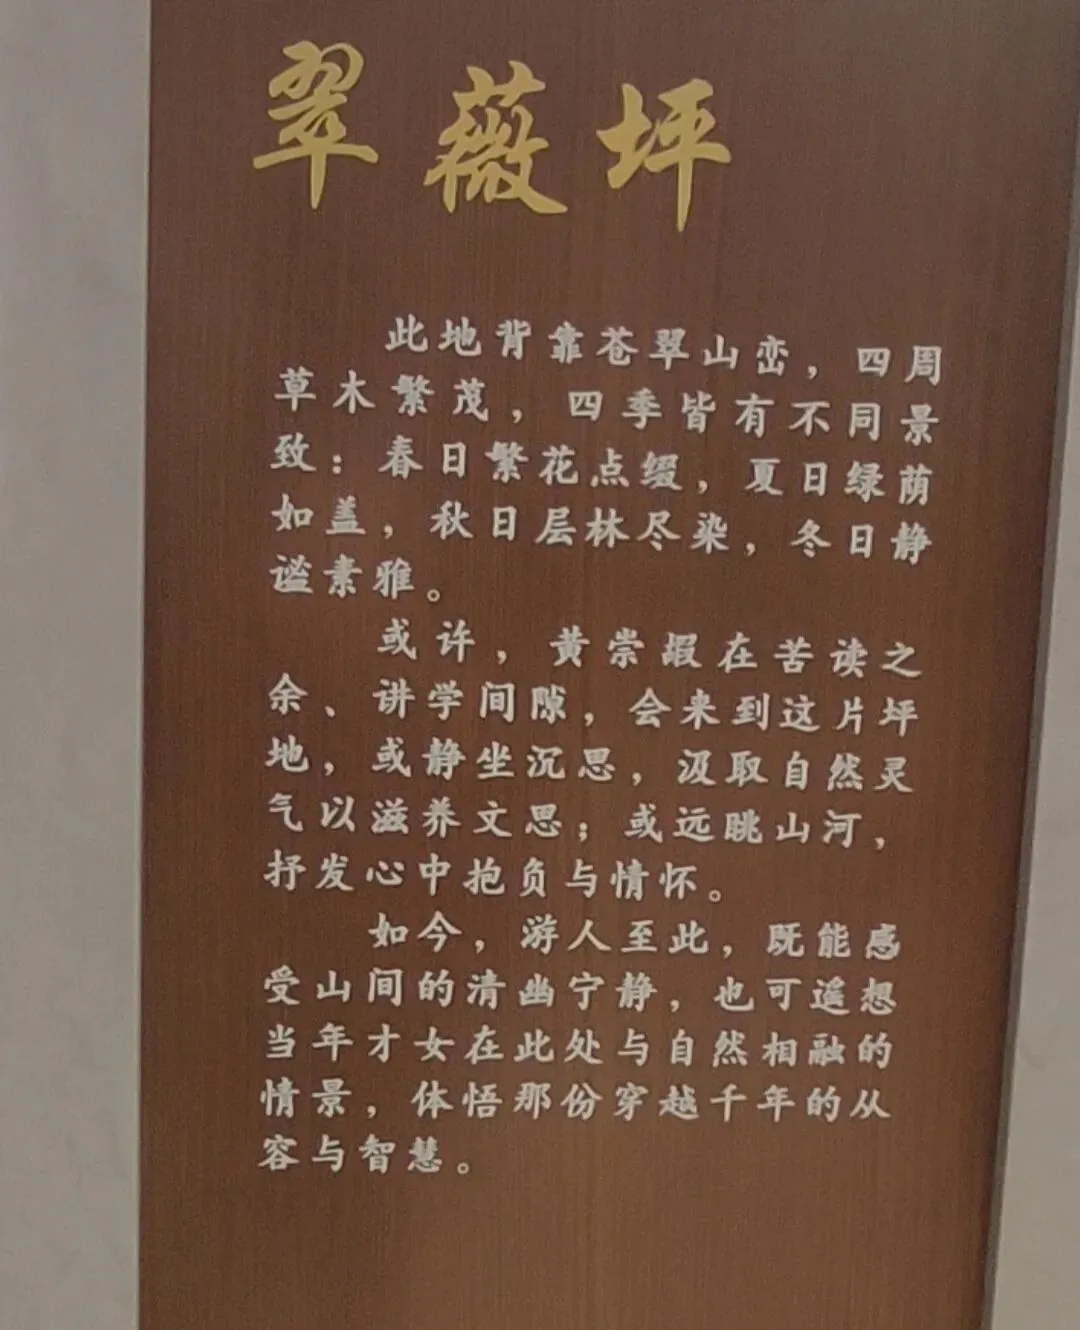 翠薇坪
此地背靠苍翠山峦，四周
草木繁茂，四季皆有不同景
致：春日繁花点缀，夏日绿荫
如盖，秋日层林尽染，冬日静
谧素雅。
或许，黄崇嘏在苦读之
余、讲学间隙，会来到这片坪
地，或静坐沉思，汲取自然灵
气以滋养文思；或远眺山河，
抒发心中抱负与情怀。
如今，游人至此，既能感
受山间的清幽宁静，也可遥想
当年才女在此处与自然相融的
情景，体悟那份穿越千年的从
容与智慧。